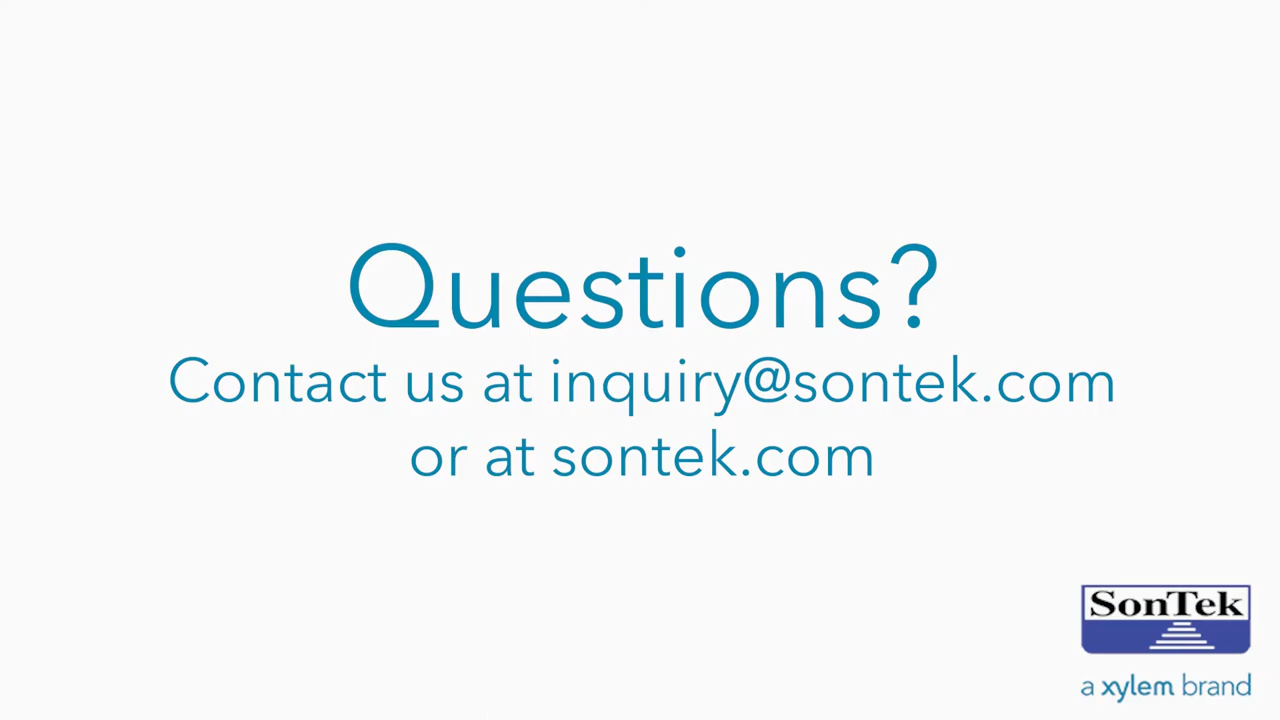 Questions?
Contact us at inquiry@sontek.com
or at sontek.com
SonTek
a xylem brand